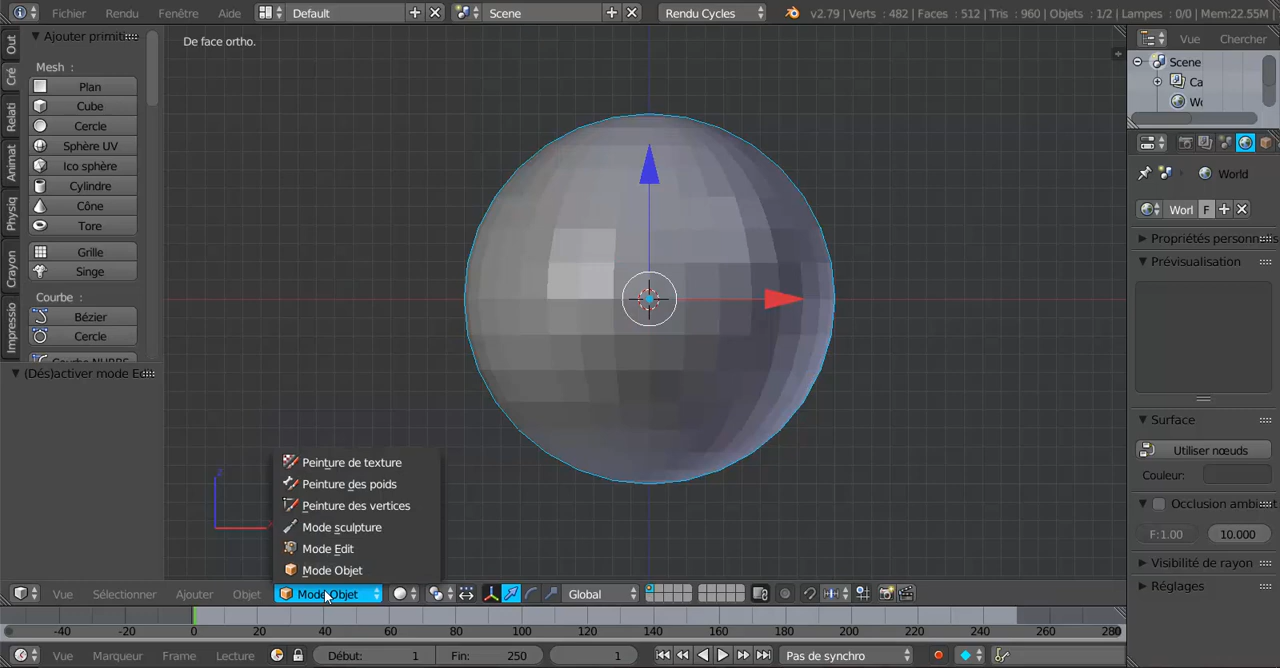 Fichier Rendu Fenêtre Aide Default Scene Rendu Cycles v2.79 | Verts : 482 | Faces : 512 | Tris : 960 | Objets : 1/2 | Lampes : 0/0 | Mem:22.55M
Out
Cré
Relati
Animat
Physiq
Crayon
Impressio
Ajouter primiti
Mesh :
Plan
Cube
Cercle
Sphère UV
Ico sphère
Cylindre
Cône
Tore
Grille
Singe
Courbe :
Bézier
Cercle
(Dés)activer mode E
De face ortho.
z
Peinture de texture
Peinture des poids
Peinture des vertices
Mode sculpture
Mode Edit
Mode Objet
Vue Sélectionner Ajouter Objet Mode Objet Global
-40 -20 0 20 40 60 80 100 120 140 160 180 200 220 240 260 280
Vue Marqueur Frame Lecture Début: 1 Fin: 250 1 Pas de synchro
Vue Chercher
Scene
Ca
Wo
World
Worl F
Propriétés personn
Prévisualisation
Surface
Utiliser nœuds
Couleur:
Occlusion ambi
F:1.00 10.000
Visibilité de rayon
Réglages